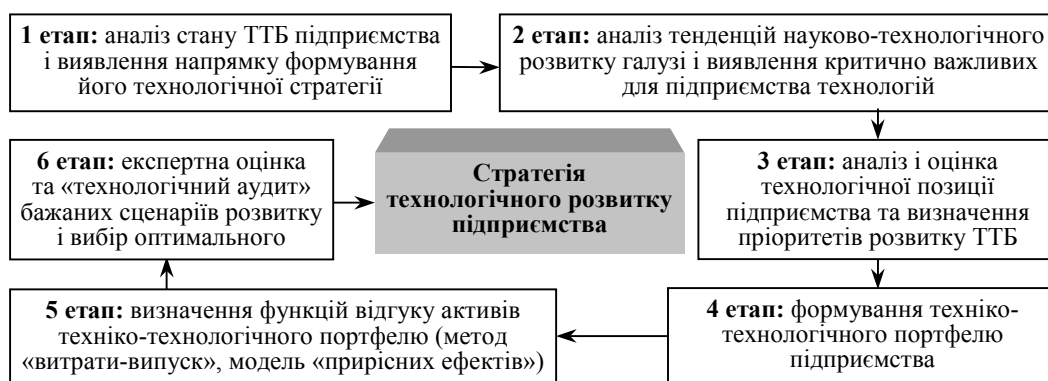 1 етап: аналіз стану ТТБ підприємства
і виявлення напрямку формування
його технологічної стратегії
2 етап: аналіз тенденцій науково-технологічного
розвитку галузі і виявлення критично важливих
для підприємства технологій
3 етап: аналіз і оцінка
технологічної позиції
підприємства та визначення
пріоритетів розвитку ТТБ
4 етап: формування техніко-
технологічного портфелю
підприємства
5 етап: визначення функцій відгуку активів
техніко-технологічного портфелю (метод
«витрати-випуск», модель «прирісних ефектів»)
6 етап: експертна оцінка
та «технологічний аудит»
бажаних сценаріїв розвитку
і вибір оптимального
Стратегія
технологічного розвитку
підприємства